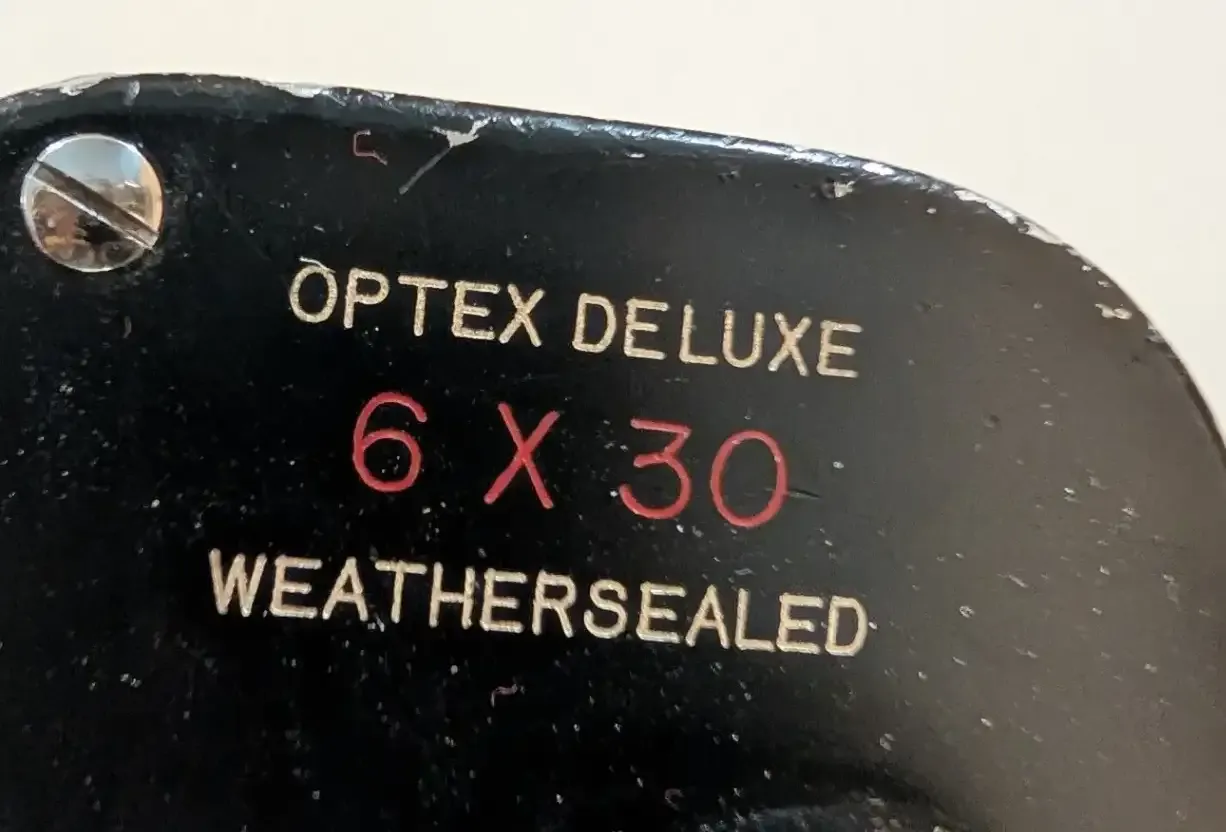 OPTEX DELUXE
6 X 30
WEATHERSEALED